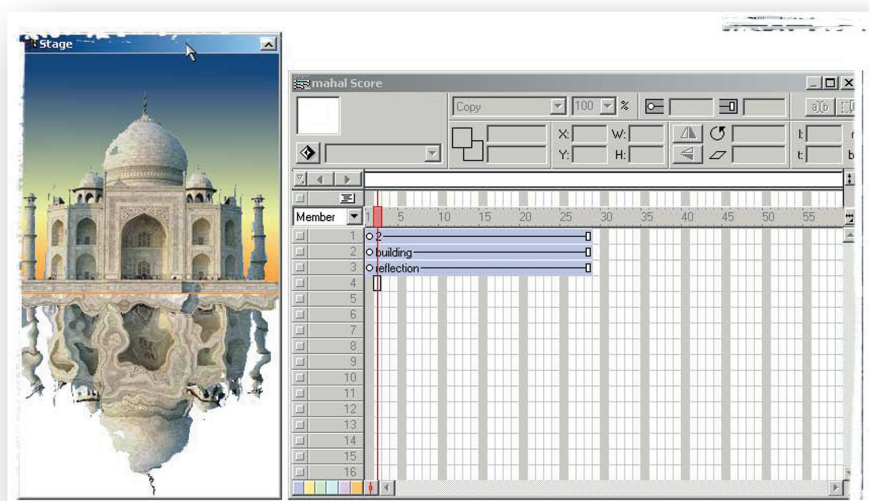 Stage
mahal Score
Copy 100 %
X: W: l:
Y: H: t: b
Member 1 5 10 15 20 25 30 35 40 45 50 55
1 2
2 building
3 reflection
4
5
6
7
8
9
10
11
12
13
14
15
16